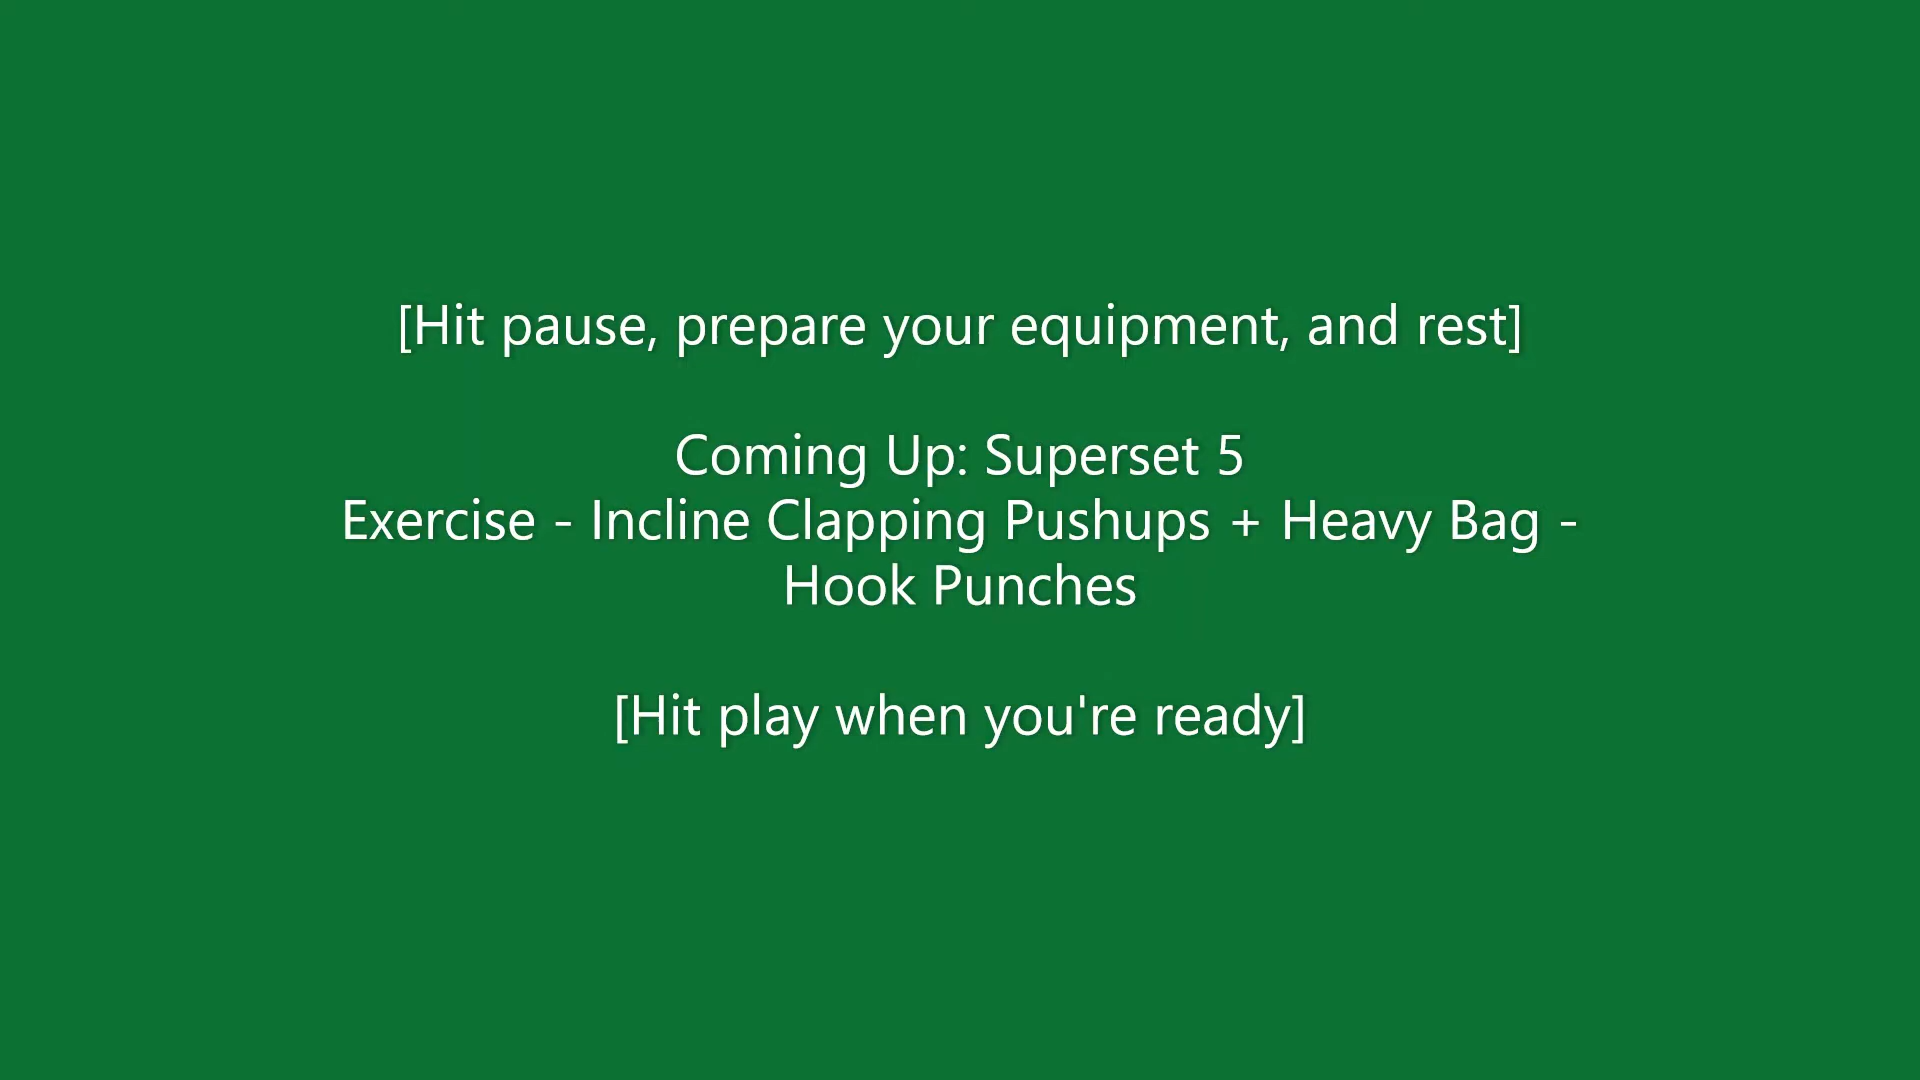 [Hit pause, prepare your equipment, and rest]
Coming Up: Superset 5
Exercise - Incline Clapping Pushups + Heavy Bag -
Hook Punches
[Hit play when you're ready]